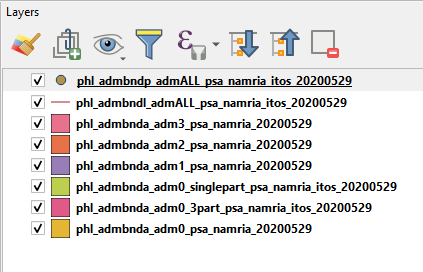 Layers
phl_admbndp_admALL_psa_namria_itos_20200529
phl_admbndl_admALL_psa_namria_itos_20200529
phl_admbnda_adm3_psa_namria_20200529
phl_admbnda_adm2_psa_namria_20200529
phl_admbnda_adm1_psa_namria_20200529
phl_admbnda_adm0_singlepart_psa_namria_itos_20200529
phl_admbnda_adm0_3part_psa_namria_itos_20200529
phl_admbnda_adm0_psa_namria_20200529